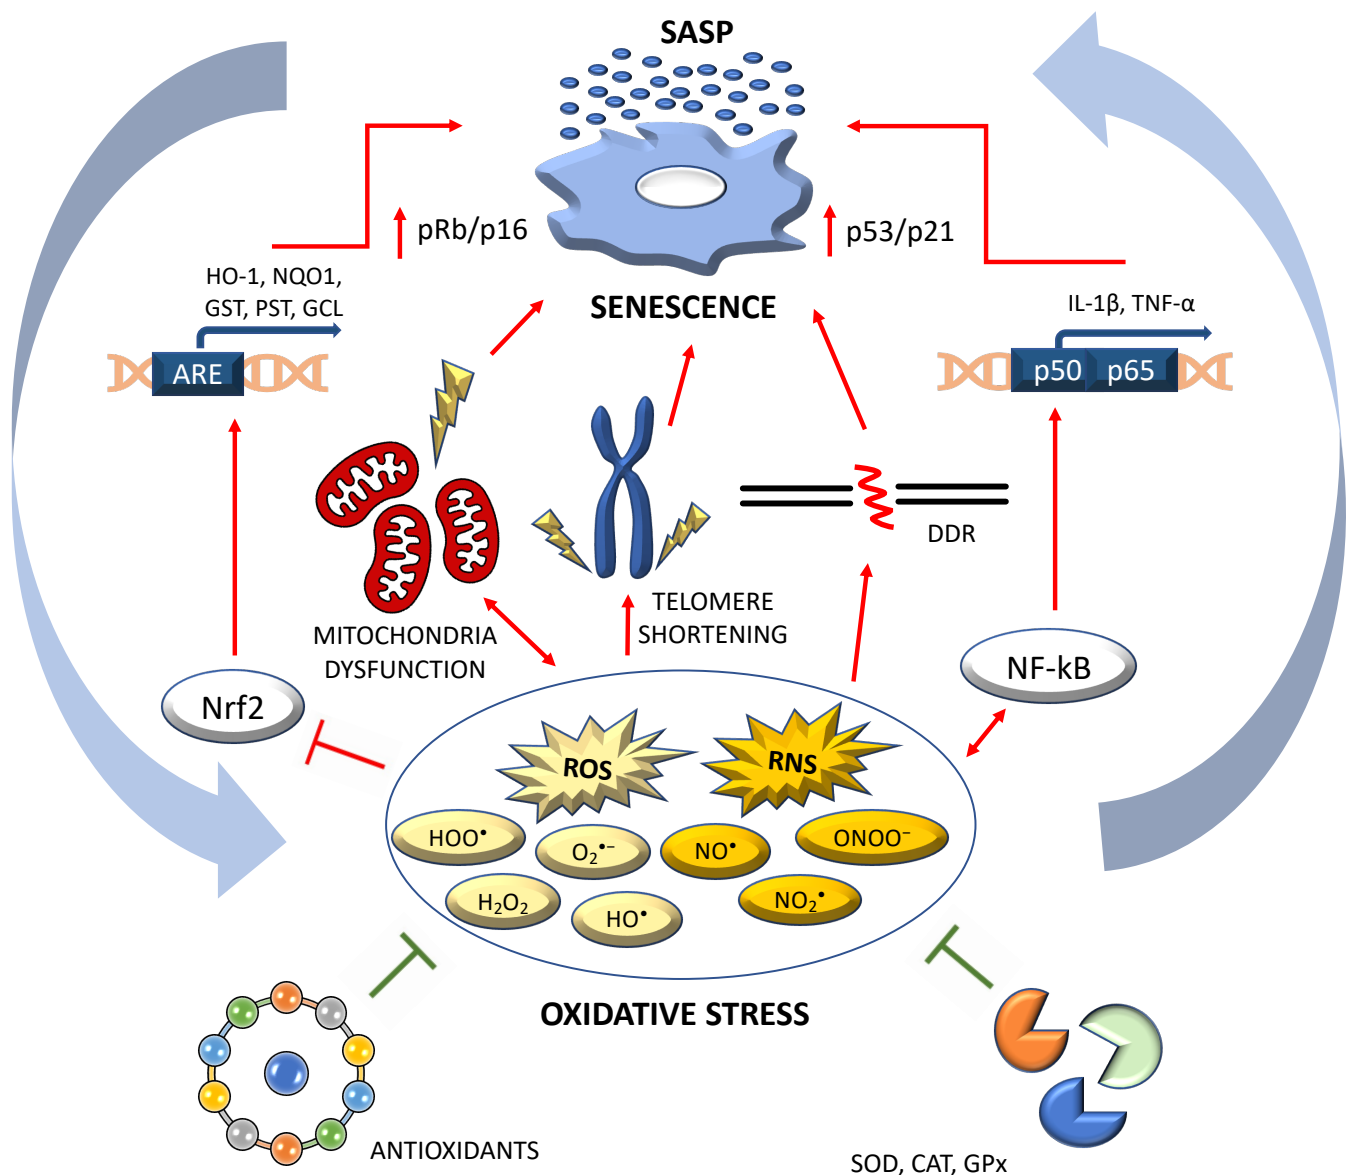 SASP
pRb/p16
p53/p21
SENESCENCE
HO-1, NQO1,
GST, PST, GCL
ARE
IL-1β, TNF-α
p50
p65
DDR
MITOCHONDRIA
DYSFUNCTION
TELOMERE
SHORTENING
Nrf2
NF-kB
ROS
RNS
HOO•
O₂•⁻
NO•
ONOO⁻
H₂O₂
HO•
NO₂•
OXIDATIVE STRESS
ANTIOXIDANTS
SOD, CAT, GPx